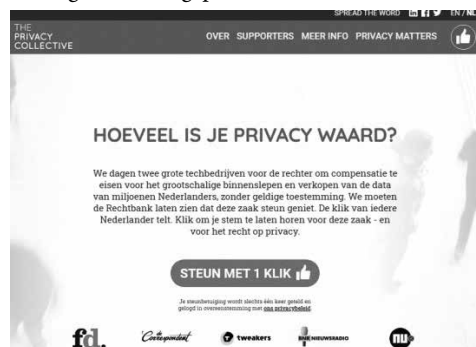 SPREAD THE WORD EN / NL
THE
PRIVACY
COLLECTIVE
OVER SUPPORTERS MEER INFO PRIVACY MATTERS
HOEVEEL IS JE PRIVACY WAARD?
We dagen twee grote techbedrijven voor de rechter om compensatie te
eisen voor het grootschalige binnenslepen en verkopen van de data
van miljoenen Nederlanders, zonder geldige toestemming. We moeten
de Rechtbank laten zien dat deze zaak steun geniet. De klik van iedere
Nederlander telt. Klik om je stem te laten horen voor deze zaak - en
voor het recht op privacy.
STEUN MET 1 KLIK
Je steunbetuiging wordt slechts één keer geteld en
gelogd in overeenstemming met ons privacybeleid.
fd. Correspondent tweakers BNR NIEUWSRADIO nu